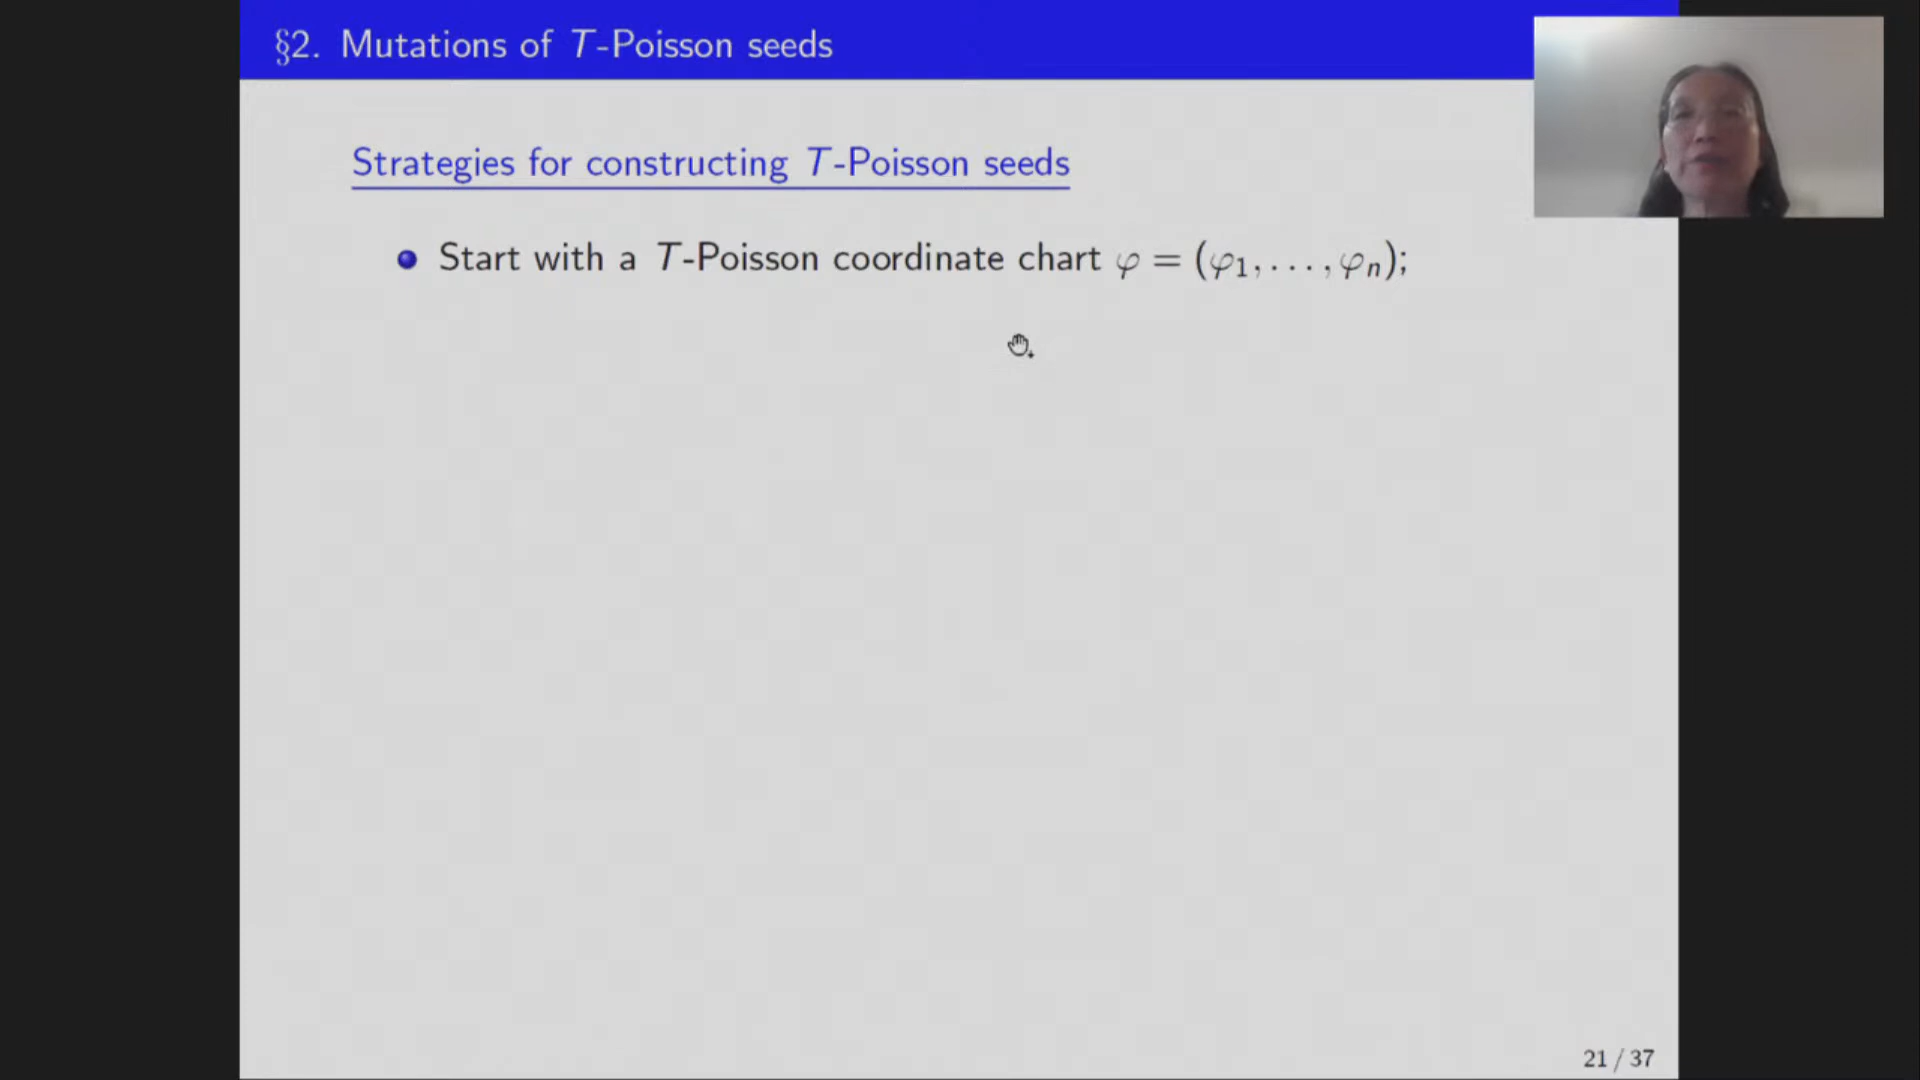 §2. Mutations of T-Poisson seeds
Strategies for constructing T-Poisson seeds
Start with a T-Poisson coordinate chart φ = (φ₁, . . . , φₙ);
21 / 37